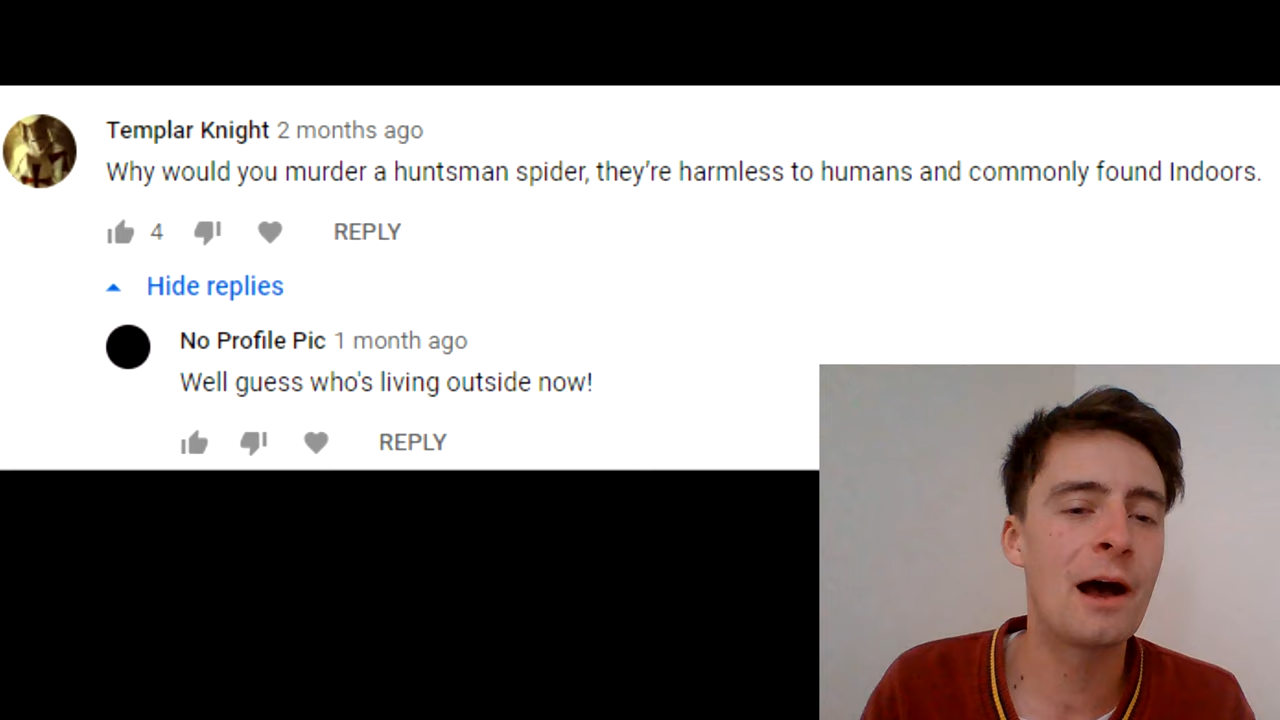 Templar Knight 2 months ago
Why would you murder a huntsman spider, they're harmless to humans and commonly found Indoors.
4 REPLY
Hide replies
No Profile Pic 1 month ago
Well guess who's living outside now!
REPLY